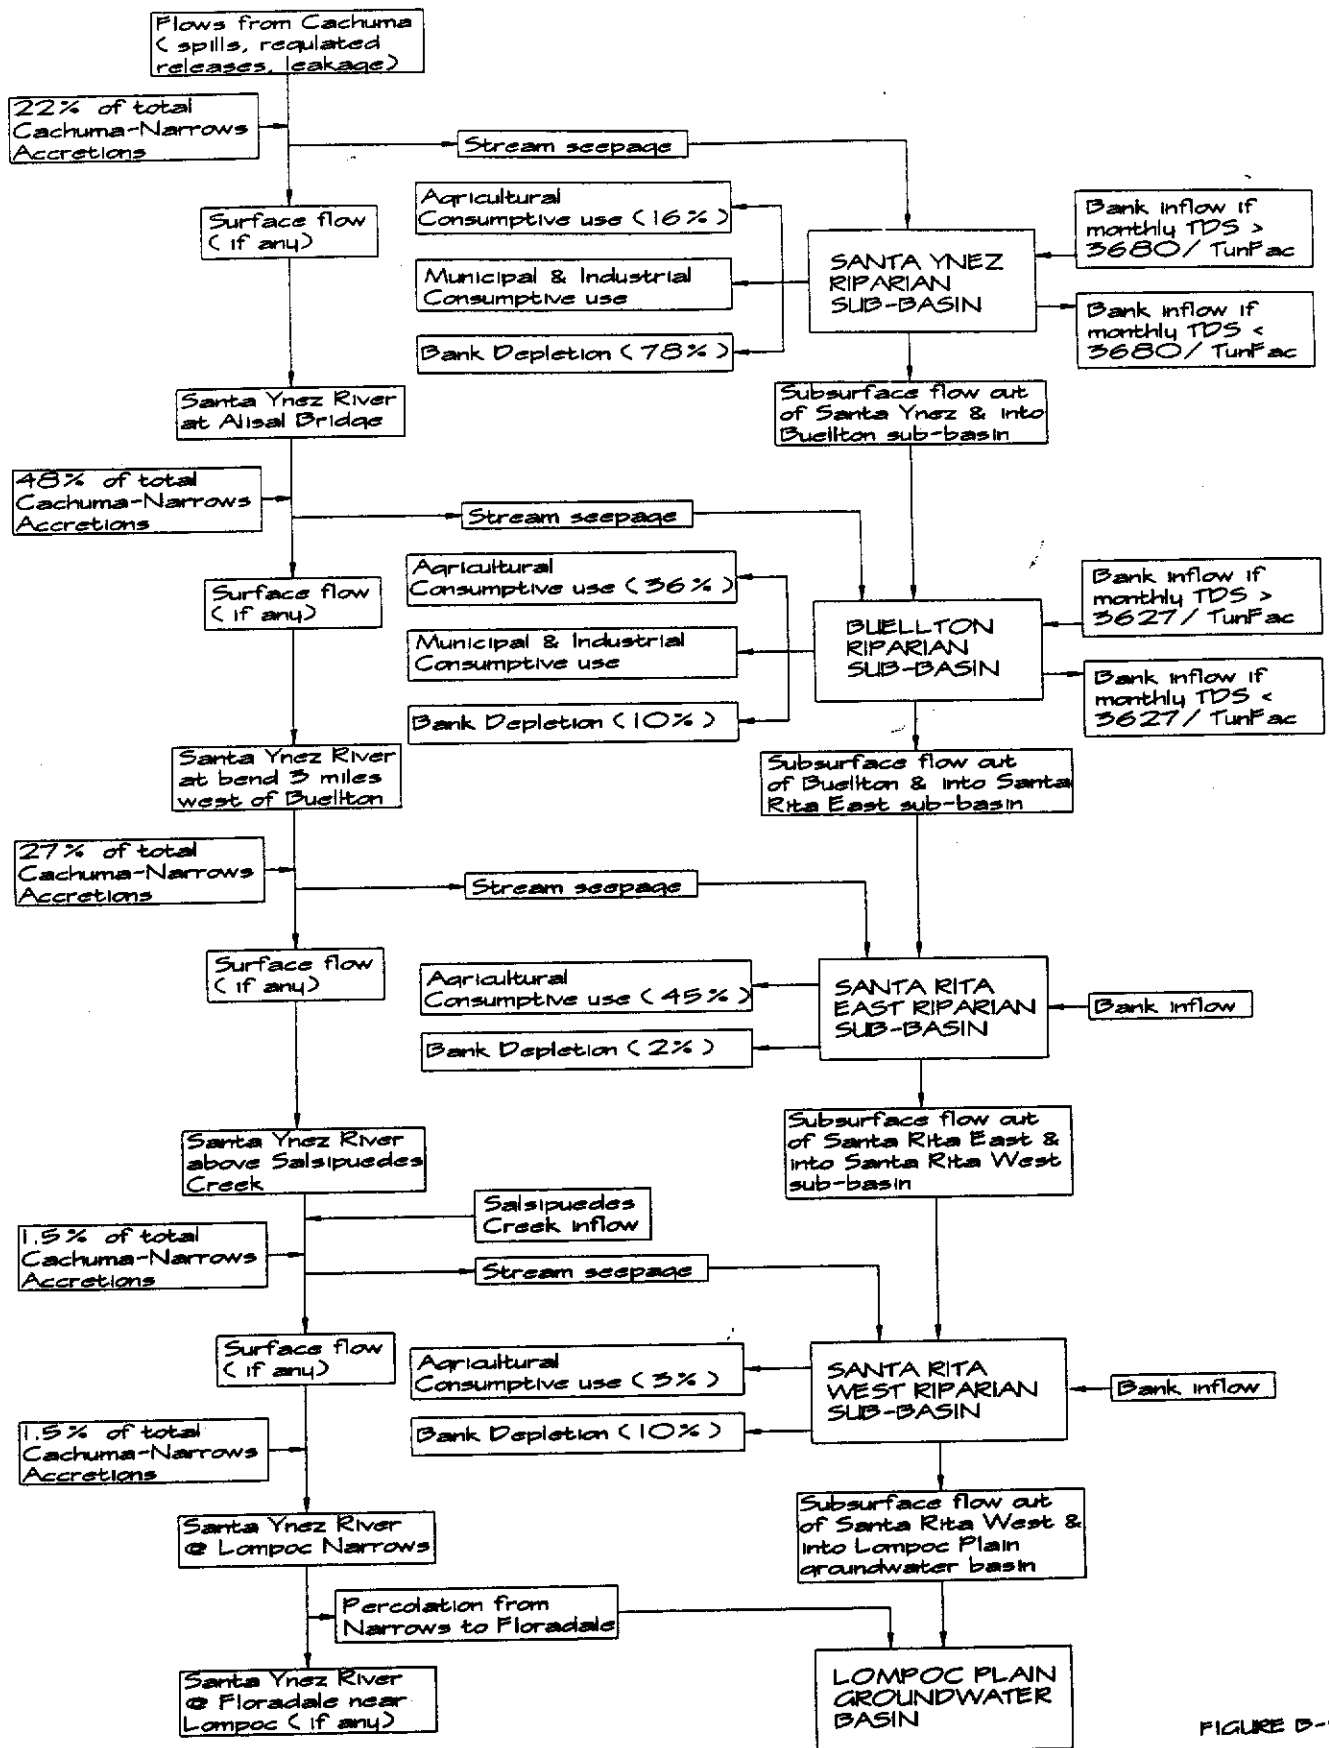 Flows from Cachuma
( spills, regulated
releases, leakage)
22% of total
Cachuma-Narrows
Accretions
Stream seepage
Agricultural
Consumptive use ( 16% )
Surface flow
( if any)
Bank inflow if
monthly TDS >
3680/ TunFac
SANTA YNEZ
RIPARIAN
SUB-BASIN
Municipal & Industrial
Consumptive use
Bank inflow if
monthly TDS <
3680/ TunFac
Bank Depletion ( 78% )
Santa Ynez River
at Alisal Bridge
Subsurface flow out
of Santa Ynez & into
Buellton sub-basin
48% of total
Cachuma-Narrows
Accretions
Stream seepage
Agricultural
Consumptive use ( 36% )
Surface flow
( if any)
Bank inflow if
monthly TDS >
3627/ TunFac
BUELLTON
RIPARIAN
SUB-BASIN
Municipal & Industrial
Consumptive use
Bank inflow if
monthly TDS <
3627/ TunFac
Bank Depletion ( 10% )
Santa Ynez River
at bend 3 miles
west of Buellton
Subsurface flow out
of Buellton & into Santa
Rita East sub-basin
27% of total
Cachuma-Narrows
Accretions
Stream seepage
Surface flow
( if any)
Agricultural
Consumptive use ( 45% )
SANTA RITA
EAST RIPARIAN
SUB-BASIN
Bank inflow
Bank Depletion ( 2% )
Santa Ynez River
above Salsipuedes
Creek
Subsurface flow out
of Santa Rita East &
into Santa Rita West
sub-basin
Salsipuedes
Creek inflow
1.5% of total
Cachuma-Narrows
Accretions
Stream seepage
Surface flow
( if any)
Agricultural
Consumptive use ( 3% )
SANTA RITA
WEST RIPARIAN
SUB-BASIN
Bank inflow
Bank Depletion ( 10% )
1.5% of total
Cachuma-Narrows
Accretions
Santa Ynez River
@ Lompoc Narrows
Subsurface flow out
of Santa Rita West &
into Lompoc Plain
groundwater basin
Percolation from
Narrows to Floradale
Santa Ynez River
@ Floradale near
Lompoc ( if any)
LOMPOC PLAIN
GROUNDWATER
BASIN
FIGURE B-